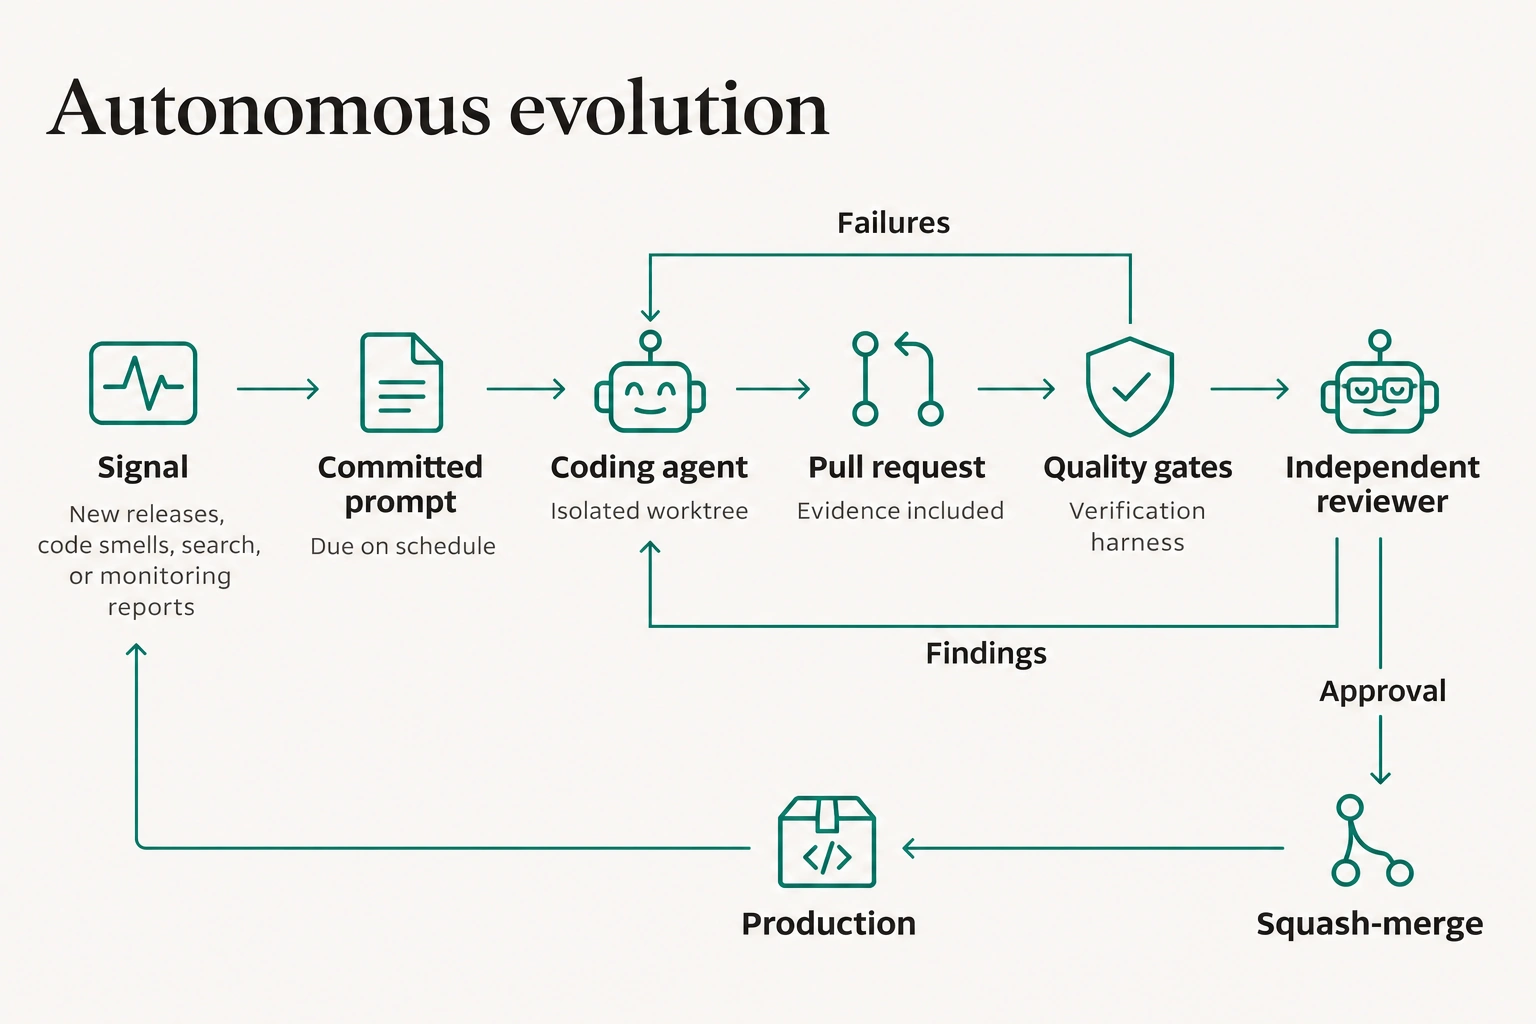 Autonomous evolution
Failures
Signal
New releases,
code smells, search,
or monitoring
reports
Committed
prompt
Due on schedule
Coding agent
Isolated worktree
Pull request
Evidence included
Quality gates
Verification
harness
Independent
reviewer
Findings
Approval
</>
Production
Squash-merge